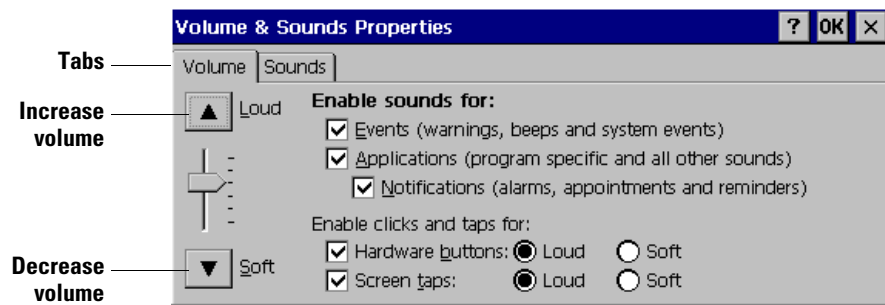 Volume & Sounds Properties ? OK ×
Tabs
Volume Sounds
Increase volume
Loud
Enable sounds for:
Events (warnings, beeps and system events)
Applications (program specific and all other sounds)
Notifications (alarms, appointments and reminders)
Enable clicks and taps for:
Hardware buttons: Loud Soft
Decrease volume
Soft
Screen taps: Loud Soft